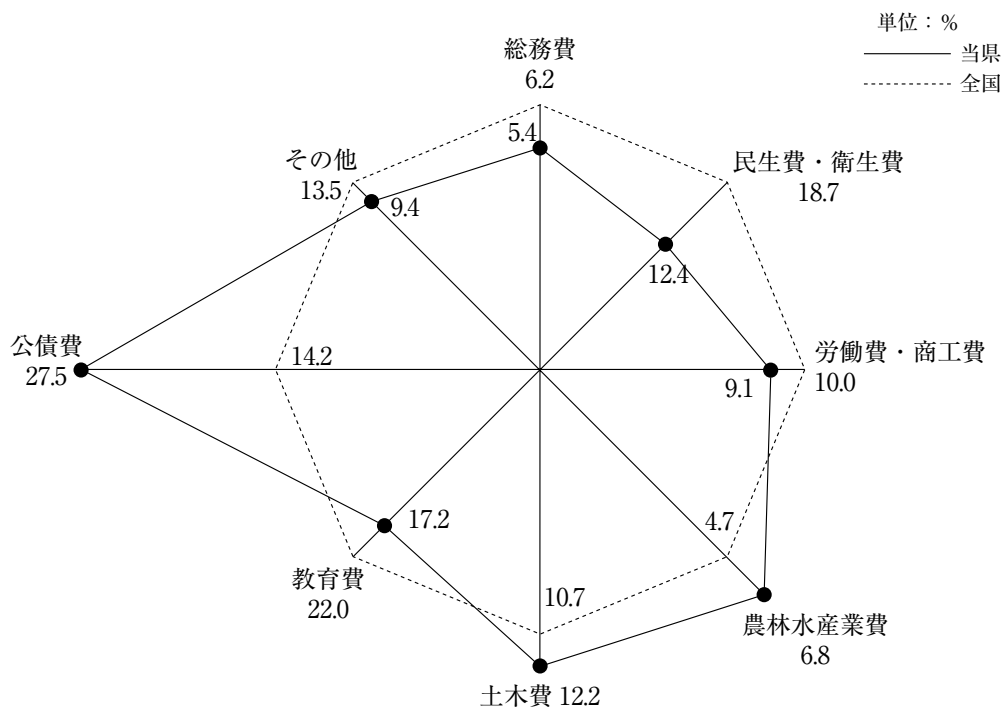 単位：%
当県
全国
総務費
6.2
5.4
民生費・衛生費
18.7
12.4
労働費・商工費
10.0
9.1
4.7
農林水産業費
6.8
10.7
土木費 12.2
17.2
教育費
22.0
公債費
27.5
14.2
その他
13.5
9.4